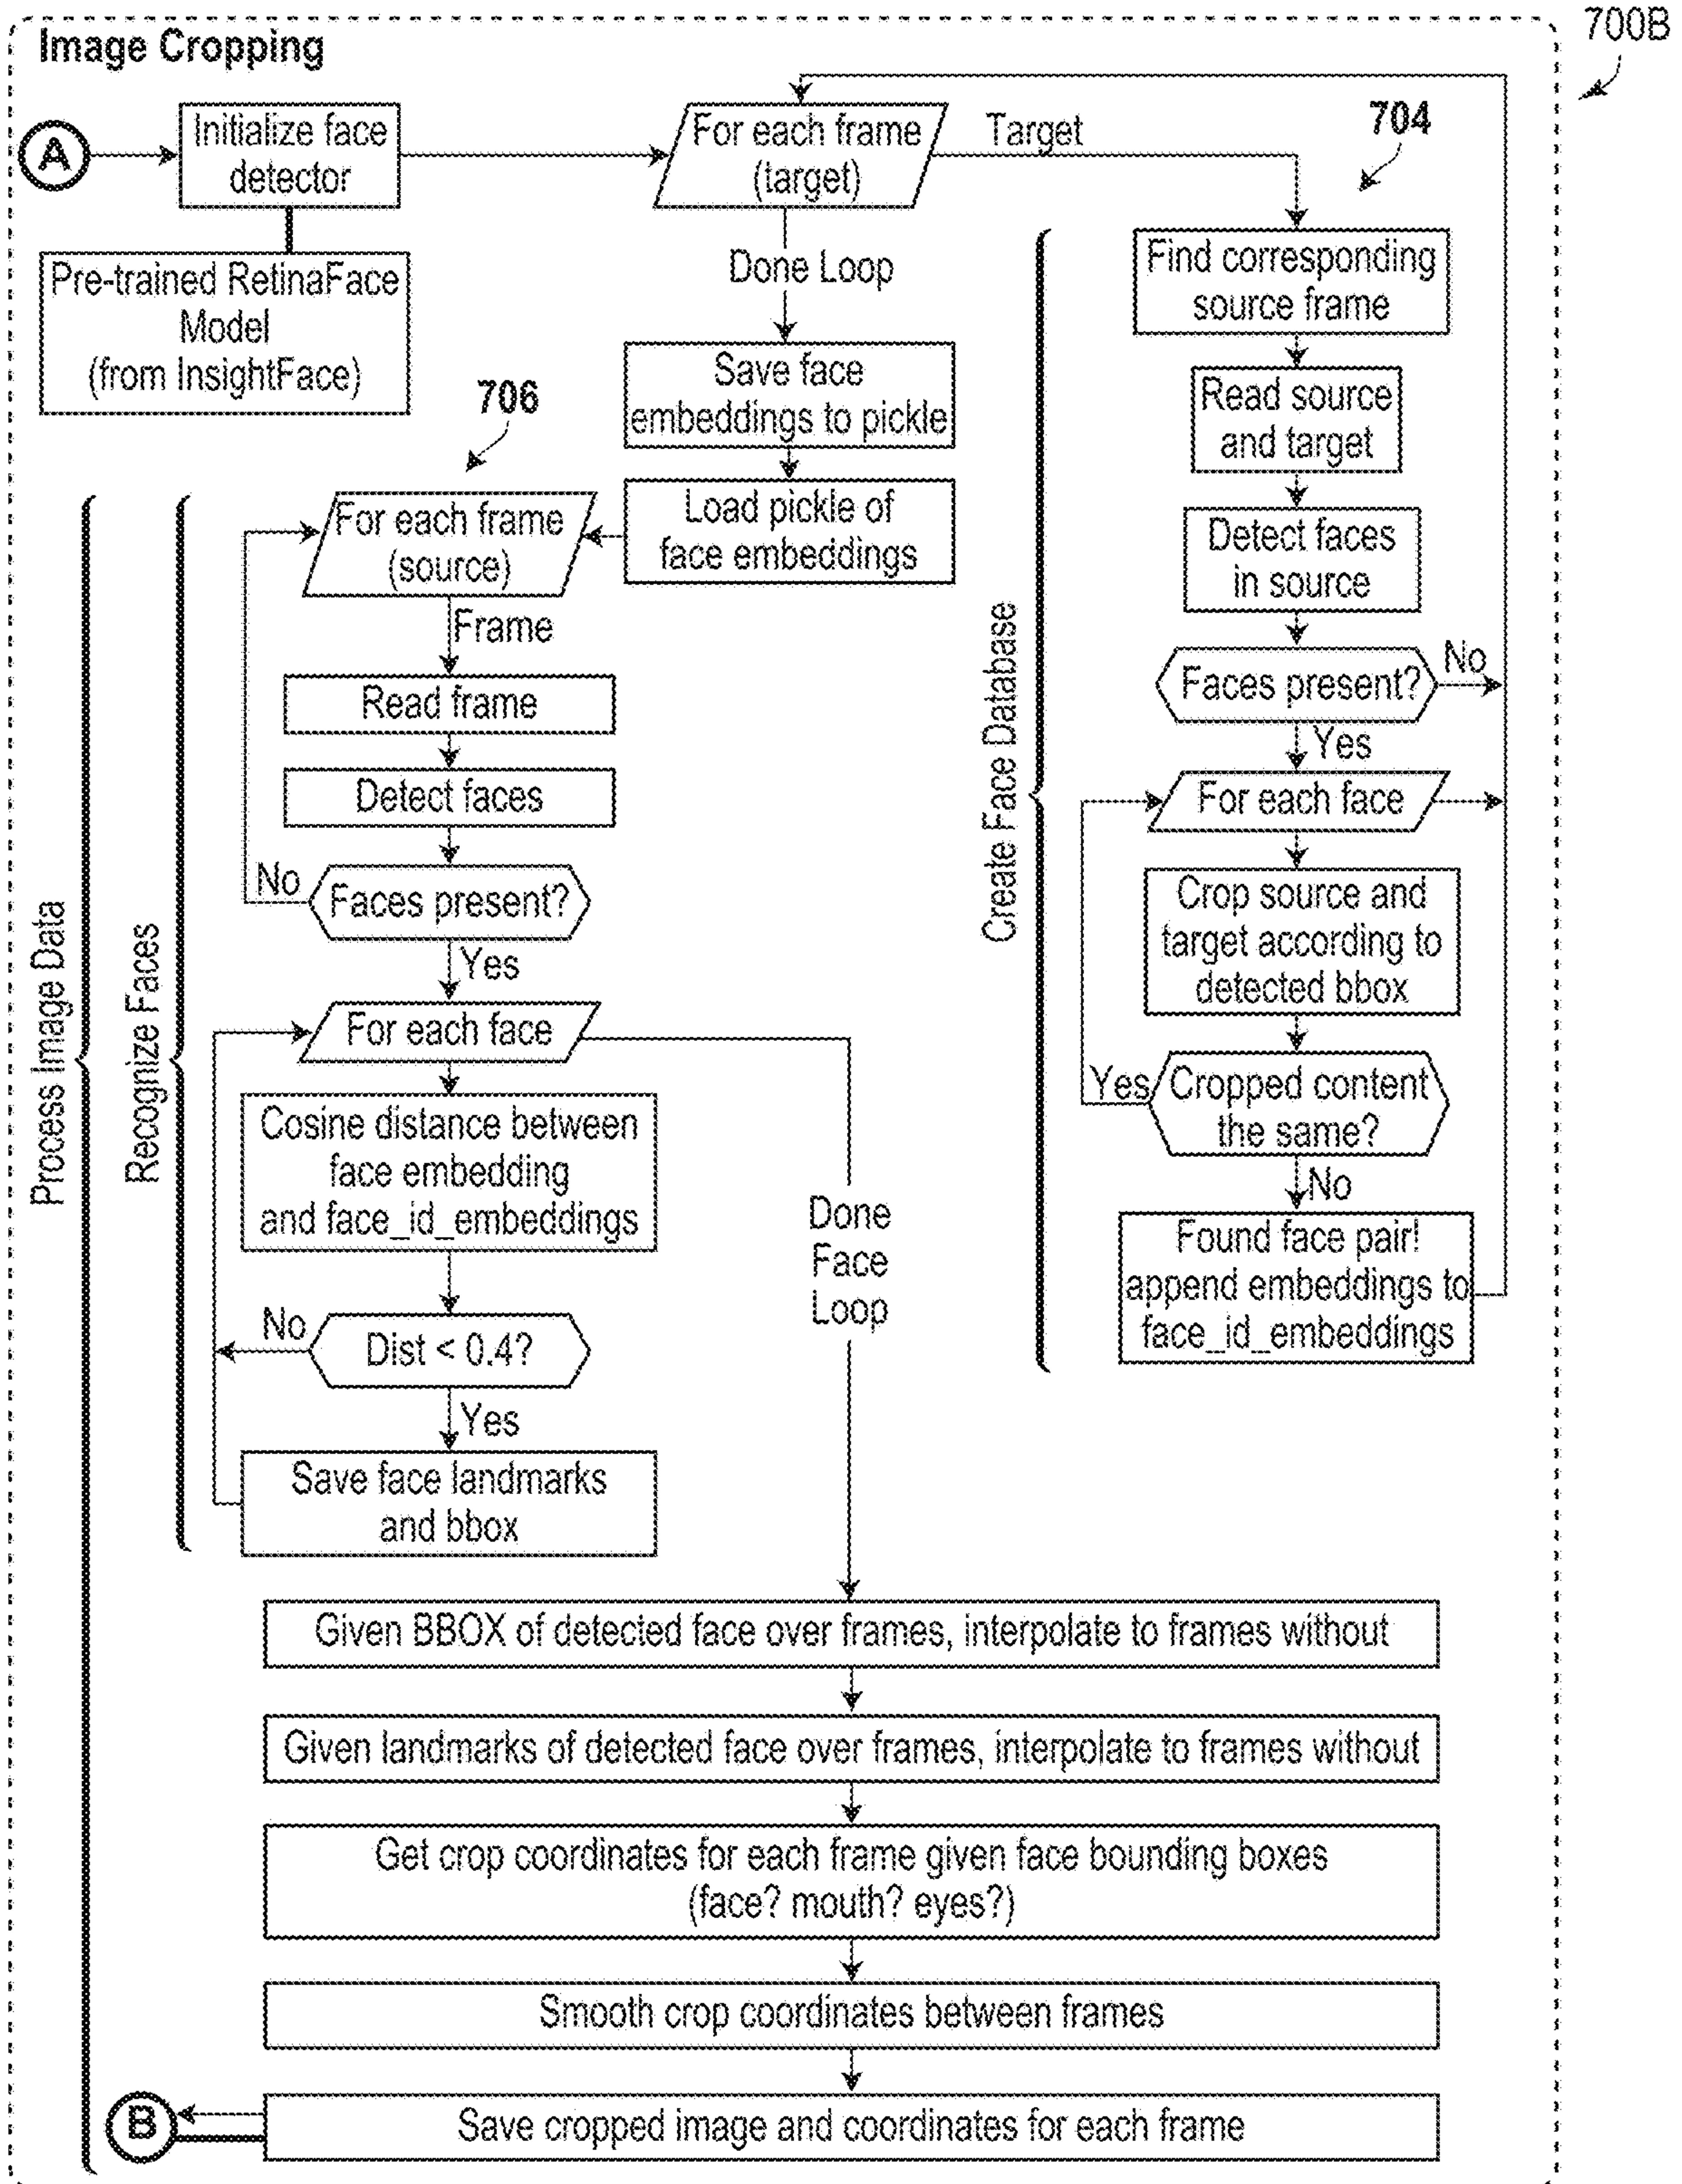 700B
Image Cropping
A
Initialize face
detector
For each frame
(target)
Target
704
Pre-trained RetinaFace
Model
(from InsightFace)
Done Loop
Save face
embeddings to pickle
Load pickle of
face embeddings
Find corresponding
source frame
Read source
and target
Detect faces
in source
Faces present?
No
Yes
For each face
Crop source and
target according to
detected bbox
Cropped content
the same?
Yes
No
Found face pair!
append embeddings to
face_id_embeddings
Create Face Database
706
For each frame
(source)
Frame
Read frame
Detect faces
Faces present?
No
Yes
For each face
Cosine distance between
face embedding
and face_id_embeddings
Dist < 0.4?
No
Yes
Save face landmarks
and bbox
Done
Face
Loop
Recognize Faces
Process Image Data
Given BBOX of detected face over frames, interpolate to frames without
Given landmarks of detected face over frames, interpolate to frames without
Get crop coordinates for each frame given face bounding boxes
(face? mouth? eyes?)
Smooth crop coordinates between frames
Save cropped image and coordinates for each frame
B